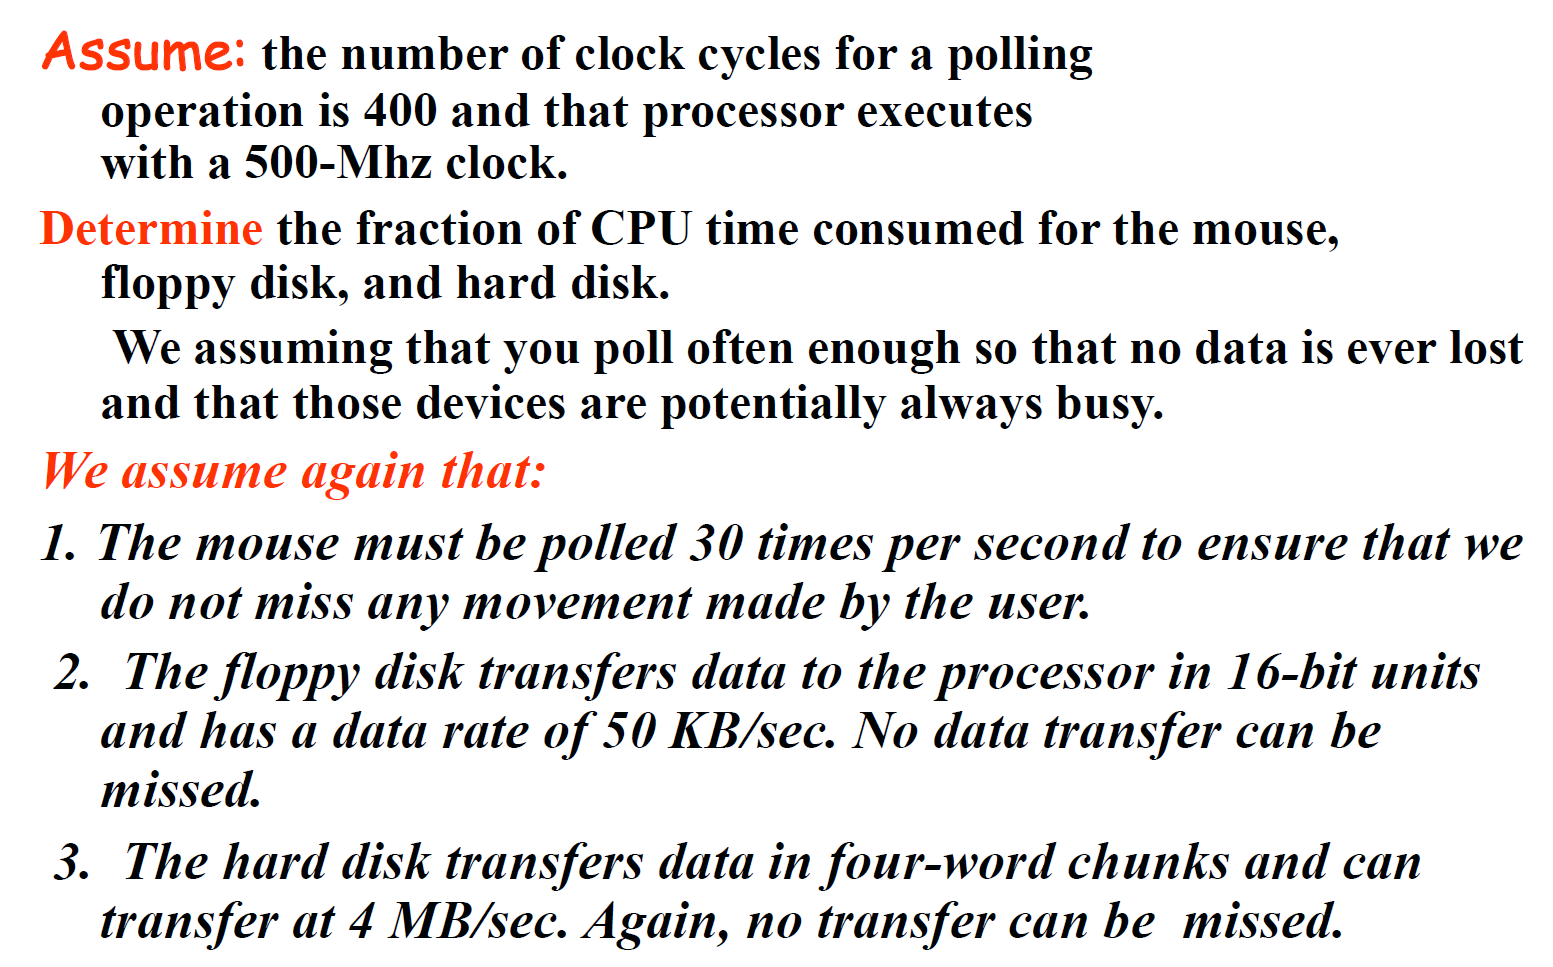 Assume: the number of clock cycles for a polling
operation is 400 and that processor executes
with a 500-Mhz clock.
Determine the fraction of CPU time consumed for the mouse,
floppy disk, and hard disk.
We assuming that you poll often enough so that no data is ever lost
and that those devices are potentially always busy.
We assume again that:
1. The mouse must be polled 30 times per second to ensure that we
do not miss any movement made by the user.
2. The floppy disk transfers data to the processor in 16-bit units
and has a data rate of 50 KB/sec. No data transfer can be
missed.
3. The hard disk transfers data in four-word chunks and can
transfer at 4 MB/sec. Again, no transfer can be missed.